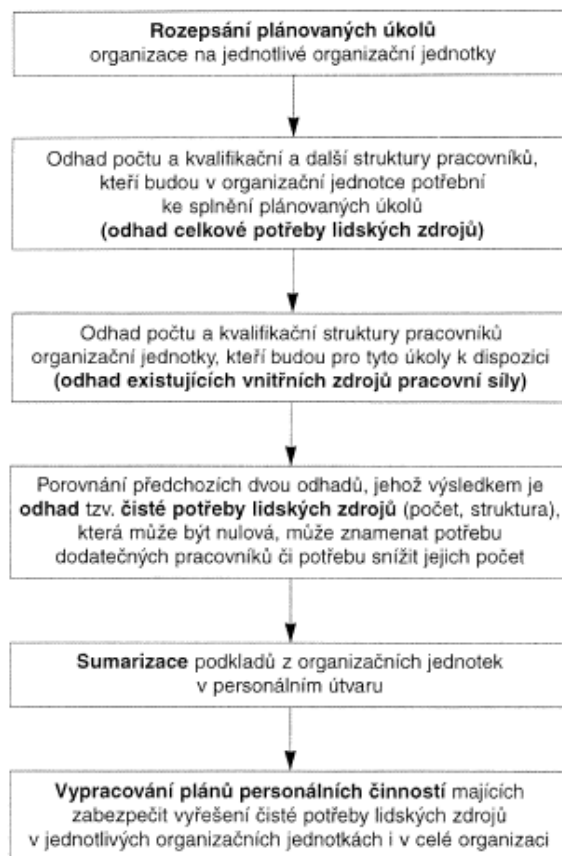 Rozepsání plánovaných úkolů
organizace na jednotlivé organizační jednotky
Odhad počtu a kvalifikační a další struktury pracovníků,
kteří budou v organizační jednotce potřební
ke splnění plánovaných úkolů
(odhad celkové potřeby lidských zdrojů)
Odhad počtu a kvalifikační struktury pracovníků
organizační jednotky, kteří budou pro tyto úkoly k dispozici
(odhad existujících vnitřních zdrojů pracovní síly)
Porovnání předchozích dvou odhadů, jehož výsledkem je
odhad tzv. čisté potřeby lidských zdrojů (počet, struktura),
která může být nulová, může znamenat potřebu
dodatečných pracovníků či potřebu snížit jejich počet
Sumarizace podkladů z organizačních jednotek
v personálním útvaru
Vypracování plánů personálních činností majících
zabezpečit vyřešení čisté potřeby lidských zdrojů
v jednotlivých organizačních jednotkách i v celé organizaci